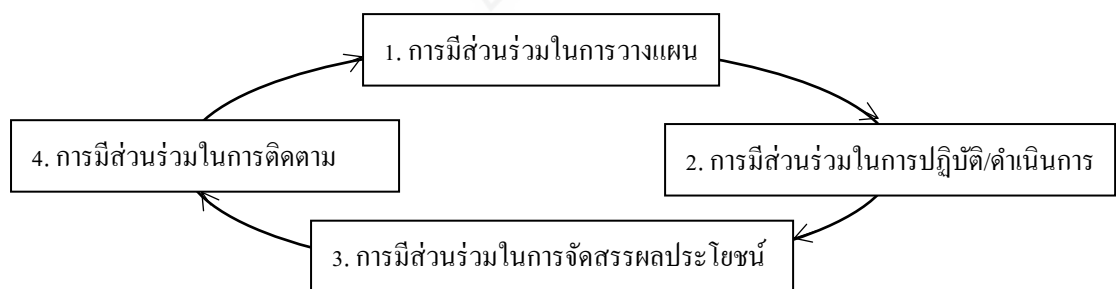 1. การมีส่วนร่วมในการวางแผน
2. การมีส่วนร่วมในการปฏิบัติ/ดำเนินการ
3. การมีส่วนร่วมในการจัดสรรผลประโยชน์
4. การมีส่วนร่วมในการติดตาม